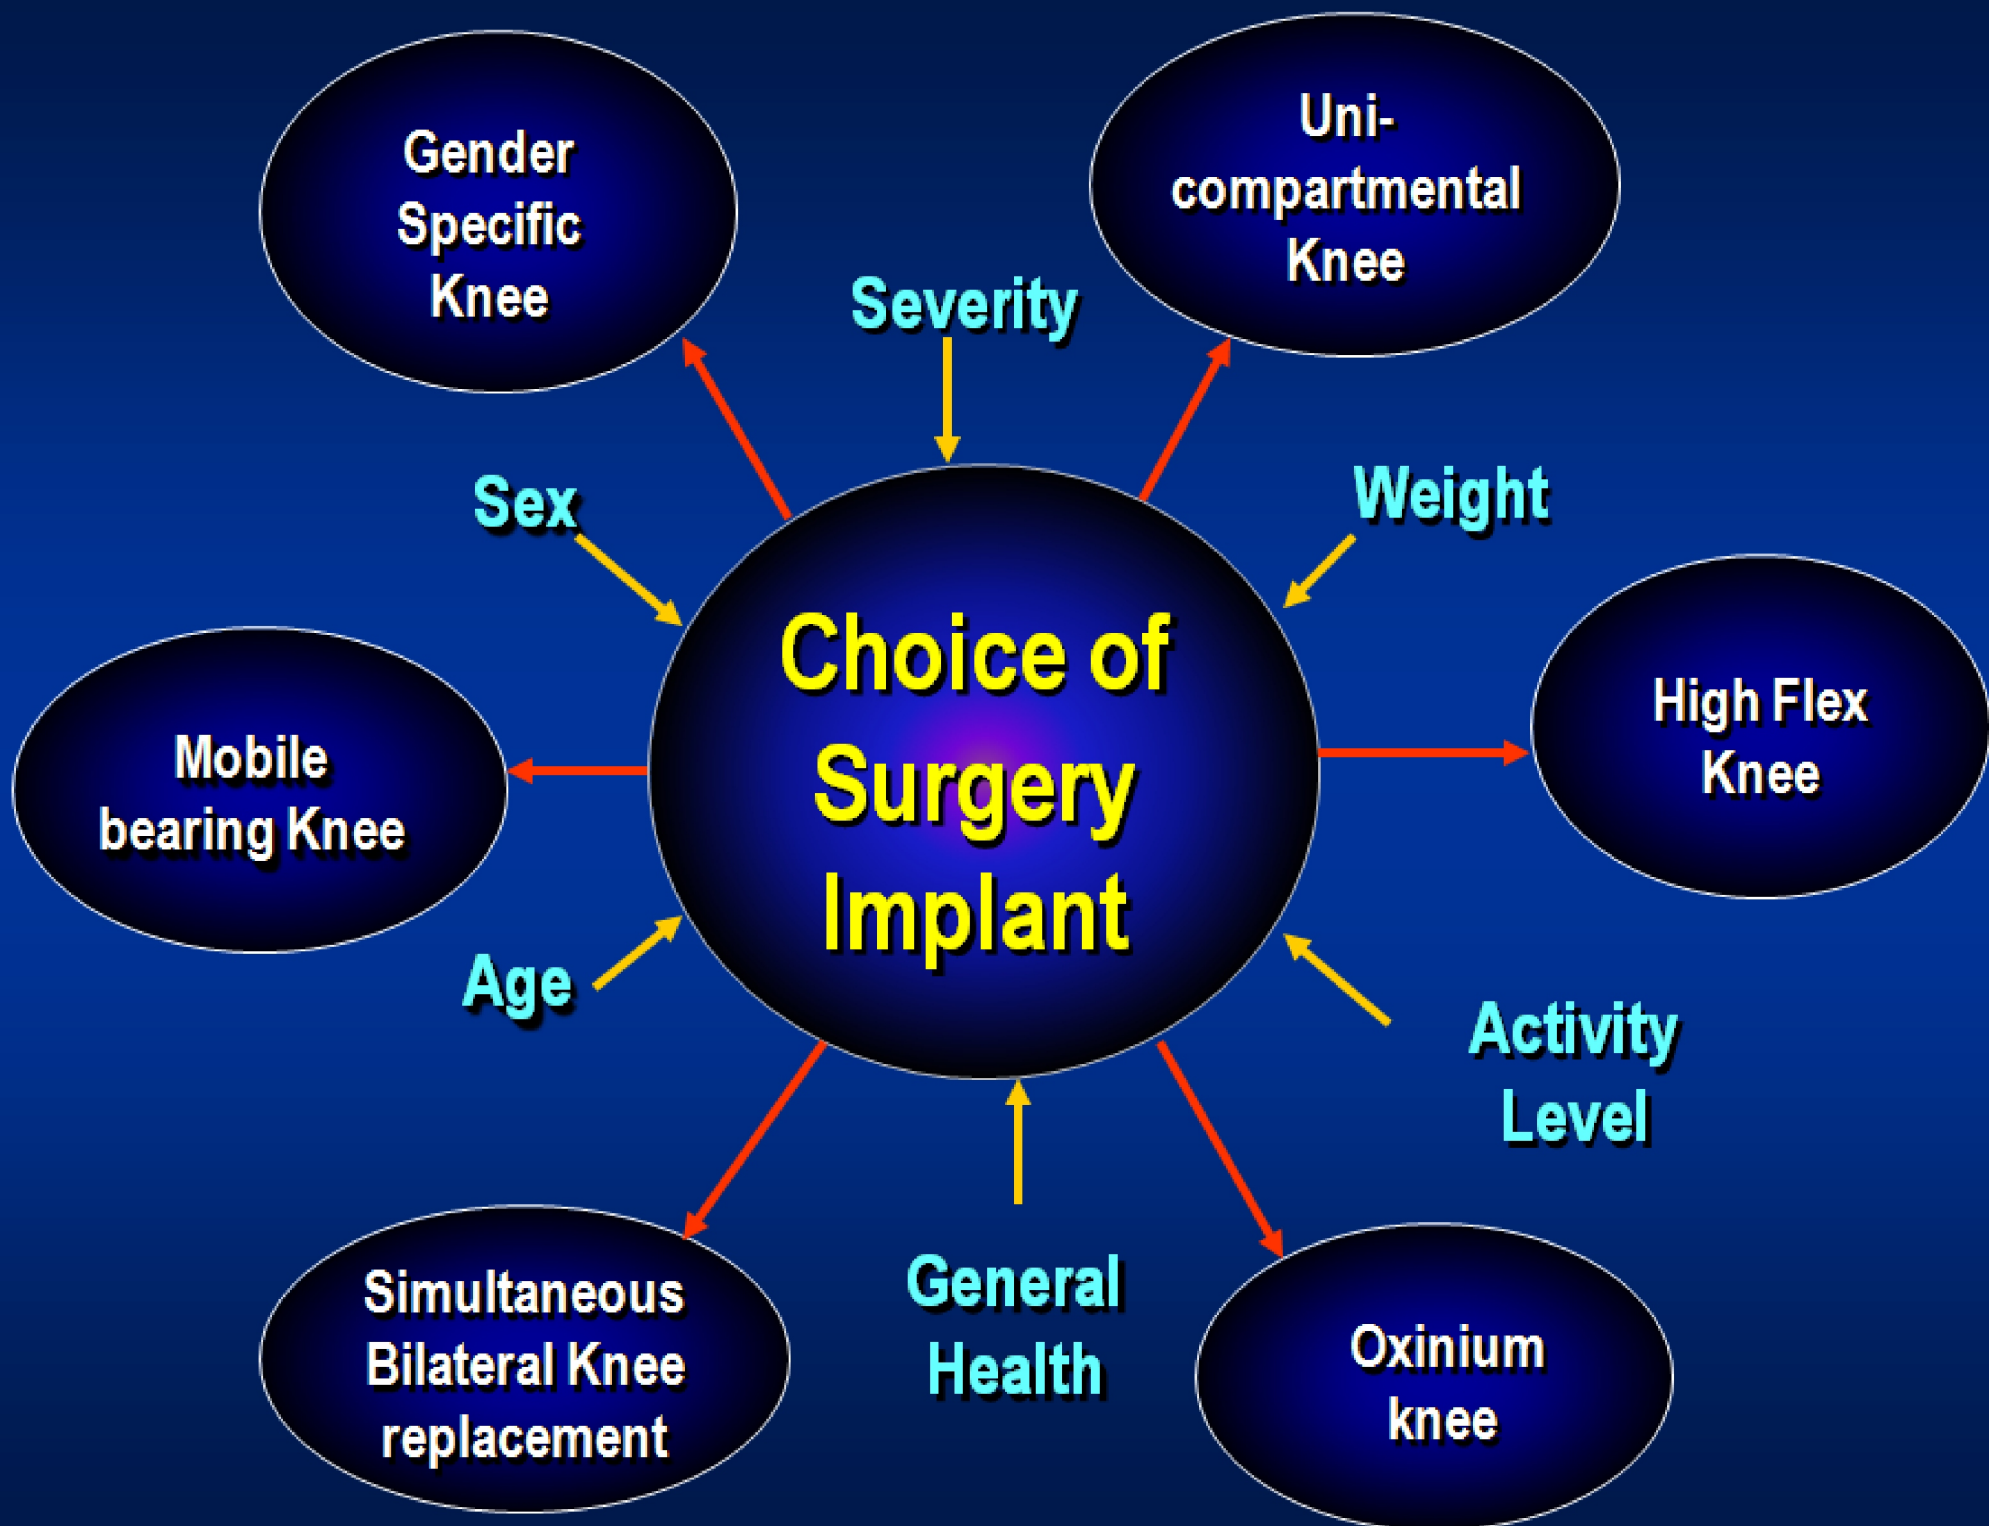 Gender
Specific
Knee
Uni-
compartmental
Knee
Severity
Sex
Weight
Choice of
Surgery
Implant
Mobile
bearing Knee
High Flex
Knee
Age
Activity
Level
Simultaneous
Bilateral Knee
replacement
General
Health
Oxinium
knee